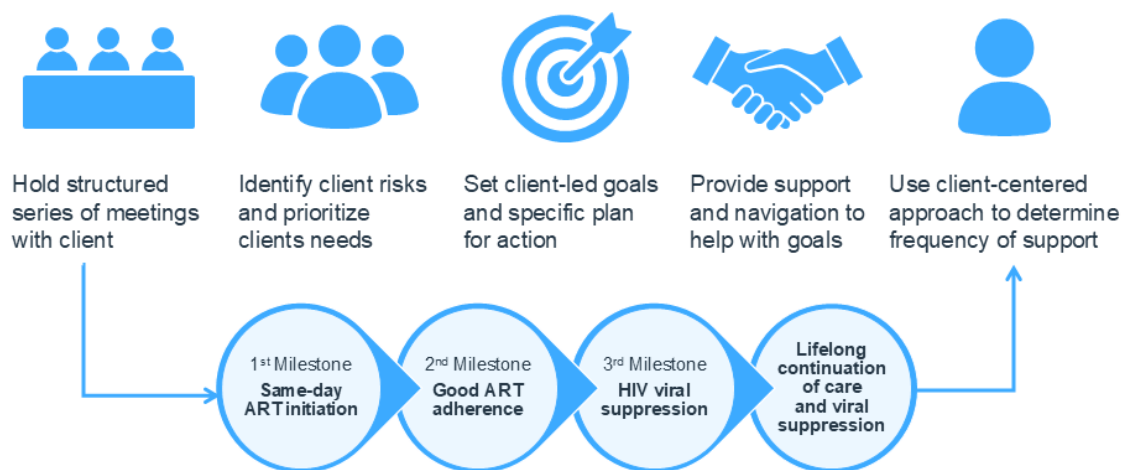 Hold structured
series of meetings
with client
Identify client risks
and prioritize
clients needs
Set client-led goals
and specific plan
for action
Provide support
and navigation to
help with goals
Use client-centered
approach to determine
frequency of support
1st Milestone
Same-day
ART initiation
2nd Milestone
Good ART
adherence
3rd Milestone
HIV viral
suppression
Lifelong
continuation
of care
and viral
suppression